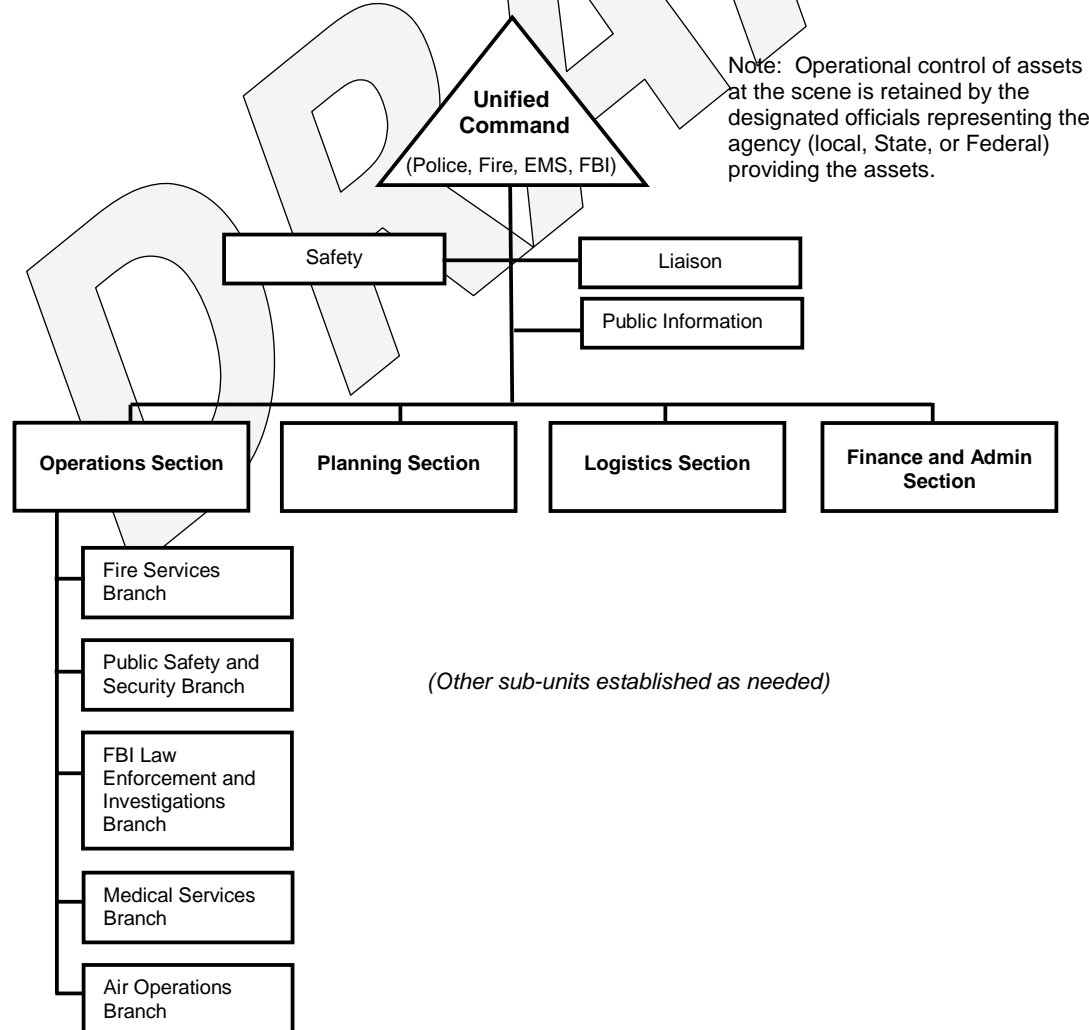 Unified
Command
(Police, Fire, EMS, FBI)
Note: Operational control of assets
at the scene is retained by the
designated officials representing the
agency (local, State, or Federal)
providing the assets.
Safety
Liaison
Public Information
Operations Section
Planning Section
Logistics Section
Finance and Admin
Section
Fire Services
Branch
Public Safety and
Security Branch
(Other sub-units established as needed)
FBI Law
Enforcement and
Investigations
Branch
Medical Services
Branch
Air Operations
Branch